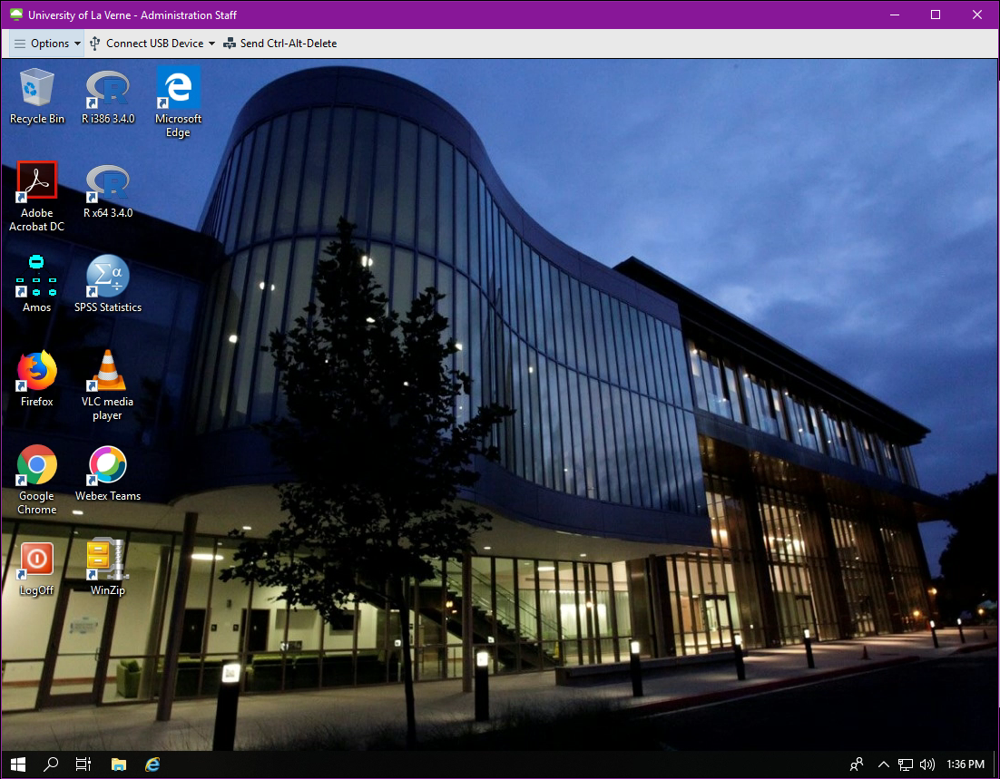 University of La Verne - Administration Staff
Options
Connect USB Device
Send Ctrl-Alt-Delete
Recycle Bin
R i386 3.4.0
Microsoft
Edge
Adobe
Acrobat DC
R x64 3.4.0
Amos
SPSS Statistics
Firefox
VLC media
player
Google
Chrome
Webex Teams
LogOff
WinZip
1:36 PM